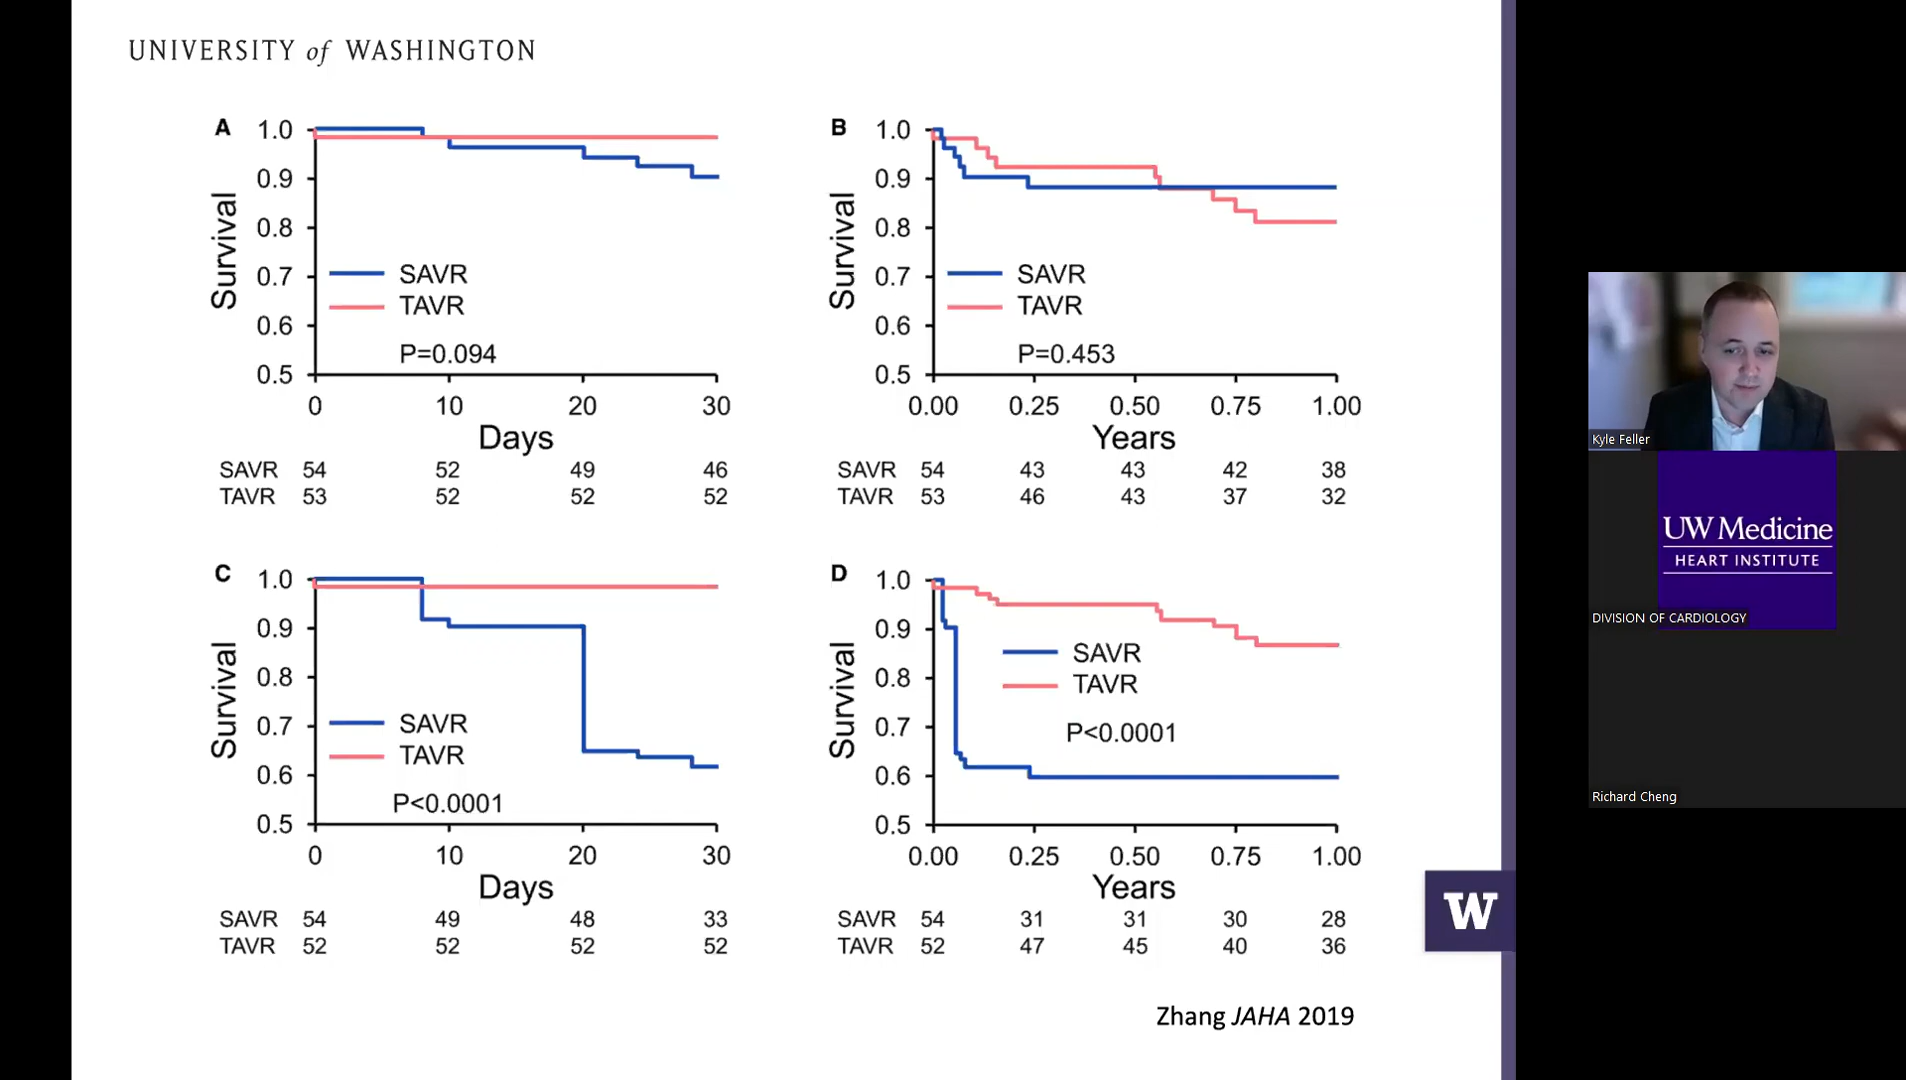 UNIVERSITY of WASHINGTON
A
1.0
0.9
0.8
0.7
0.6
0.5
Survival
SAVR
TAVR
P=0.094
0 10 20 30
Days
SAVR 54 52 49 46
TAVR 53 52 52 52
B
1.0
0.9
0.8
0.7
0.6
0.5
Survival
SAVR
TAVR
P=0.453
0.00 0.25 0.50 0.75 1.00
Years
SAVR 54 43 43 42 38
TAVR 53 46 43 37 32
C
1.0
0.9
0.8
0.7
0.6
0.5
Survival
SAVR
TAVR
P<0.0001
0 10 20 30
Days
SAVR 54 49 48 33
TAVR 52 52 52 52
D
1.0
0.9
0.8
0.7
0.6
0.5
Survival
SAVR
TAVR
P<0.0001
0.00 0.25 0.50 0.75 1.00
Years
SAVR 54 31 31 30 28
TAVR 52 47 45 40 36
W
Zhang JAHA 2019
Kyle Feller
UW Medicine
HEART INSTITUTE
DIVISION OF CARDIOLOGY
Richard Cheng